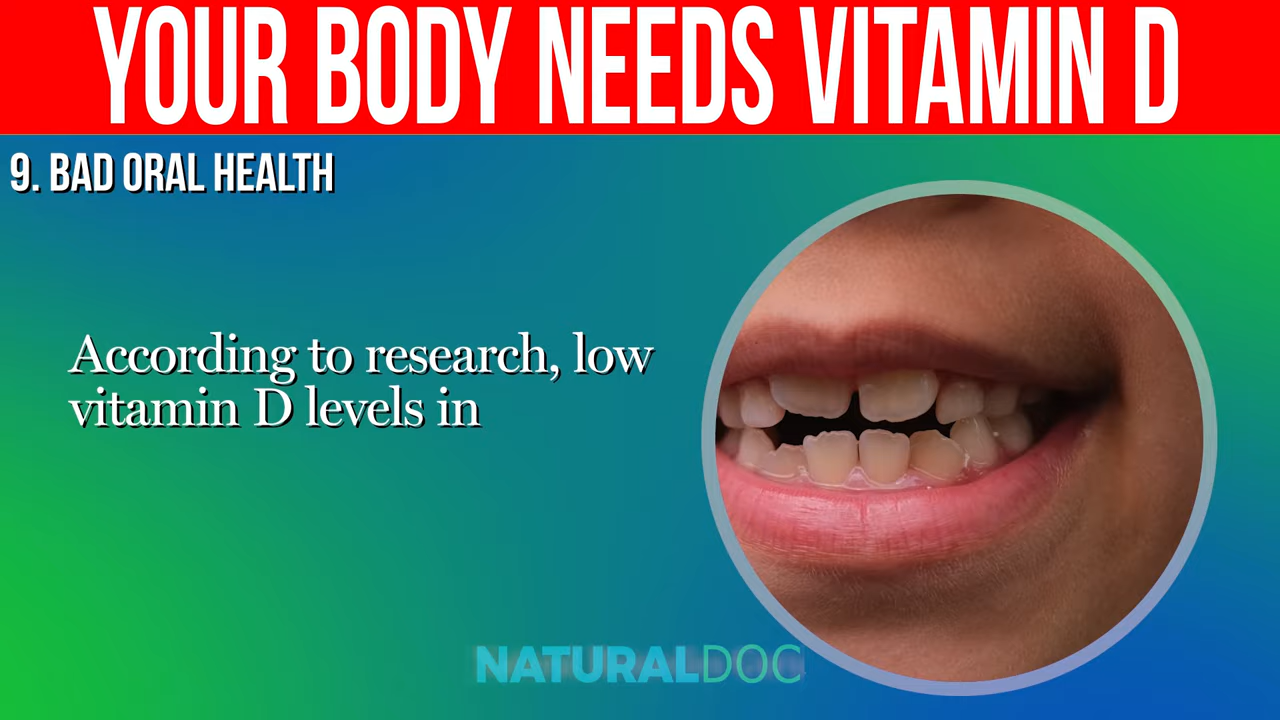 YOUR BODY NEEDS VITAMIN D
9. BAD ORAL HEALTH
According to research, low
vitamin D levels in
NATURALDOC